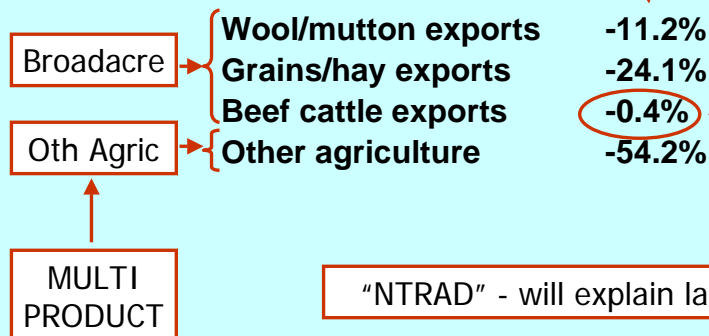 Broadacre
Wool/mutton exports -11.2%
Grains/hay exports -24.1%
Beef cattle exports -0.4%
Oth Agric
Other agriculture -54.2%
MULTI
PRODUCT
"NTRAD" - will explain la